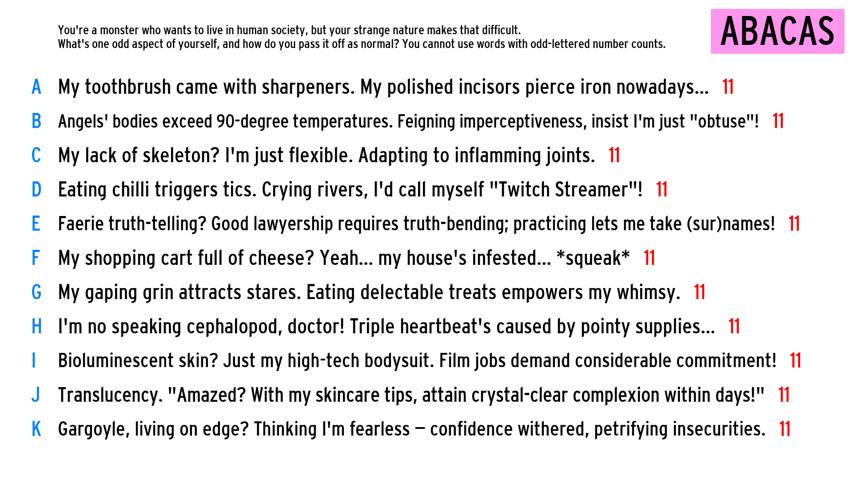 You're a monster who wants to live in human society, but your strange nature makes that difficult.
What's one odd aspect of yourself, and how do you pass it off as normal? You cannot use words with odd-lettered number counts.
ABACAS
A My toothbrush came with sharpeners. My polished incisors pierce iron nowadays... 11
B Angels' bodies exceed 90-degree temperatures. Feigning imperceptiveness, insist I'm just "obtuse"! 11
C My lack of skeleton? I'm just flexible. Adapting to inflamming joints. 11
D Eating chilli triggers tics. Crying rivers, I'd call myself "Twitch Streamer"! 11
E Faerie truth-telling? Good lawyership requires truth-bending; practicing lets me take (sur)names! 11
F My shopping cart full of cheese? Yeah... my house's infested... *squeak* 11
G My gaping grin attracts stares. Eating delectable treats empowers my whimsy. 11
H I'm no speaking cephalopod, doctor! Triple heartbeat's caused by pointy supplies... 11
I Bioluminescent skin? Just my high-tech bodysuit. Film jobs demand considerable commitment! 11
J Translucency. "Amazed? With my skincare tips, attain crystal-clear complexion within days!" 11
K Gargoyle, living on edge? Thinking I'm fearless – confidence withered, petrifying insecurities. 11